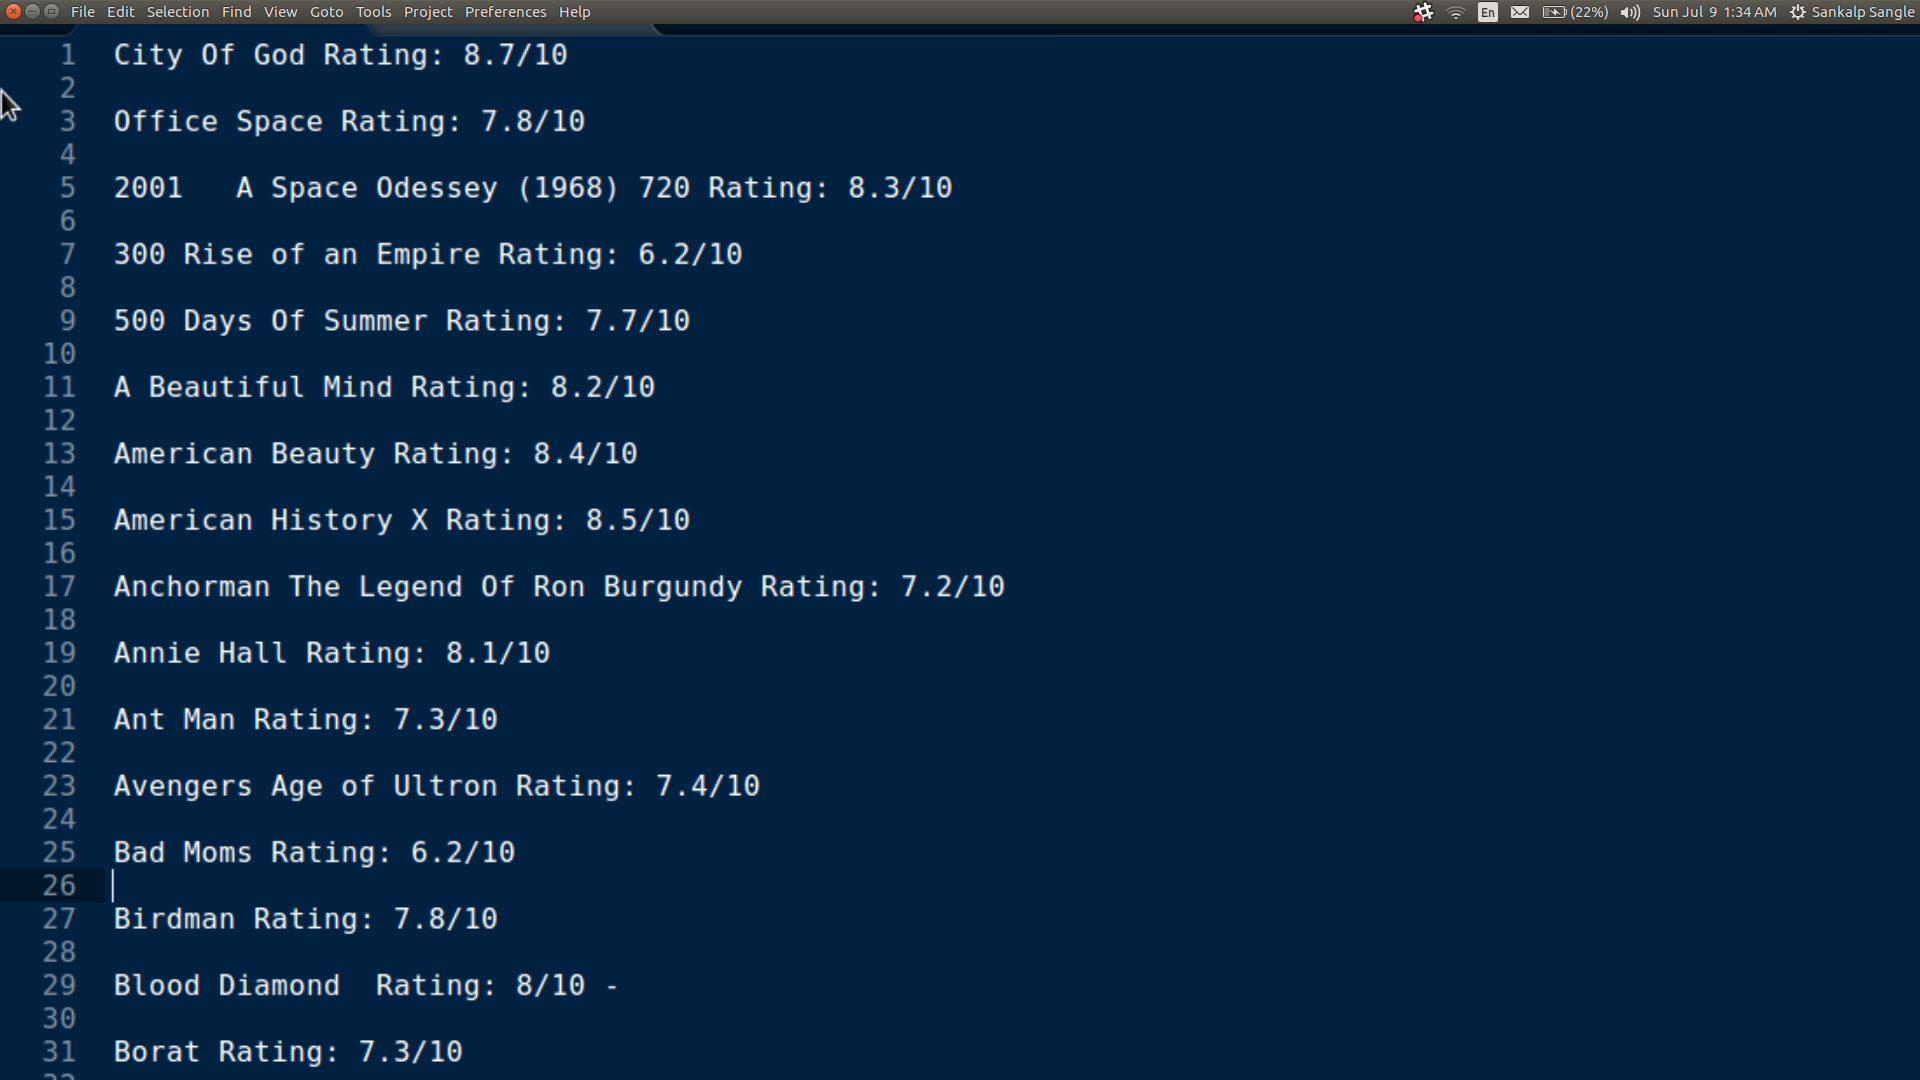 File Edit Selection Find View Goto Tools Project Preferences Help En (22%) Sun Jul 9 1:34 AM Sankalp Sangle
1 City Of God Rating: 8.7/10
2
3 Office Space Rating: 7.8/10
4
5 2001   A Space Odessey (1968) 720 Rating: 8.3/10
6
7 300 Rise of an Empire Rating: 6.2/10
8
9 500 Days Of Summer Rating: 7.7/10
10
11 A Beautiful Mind Rating: 8.2/10
12
13 American Beauty Rating: 8.4/10
14
15 American History X Rating: 8.5/10
16
17 Anchorman The Legend Of Ron Burgundy Rating: 7.2/10
18
19 Annie Hall Rating: 8.1/10
20
21 Ant Man Rating: 7.3/10
22
23 Avengers Age of Ultron Rating: 7.4/10
24
25 Bad Moms Rating: 6.2/10
26
27 Birdman Rating: 7.8/10
28
29 Blood Diamond  Rating: 8/10 -
30
31 Borat Rating: 7.3/10